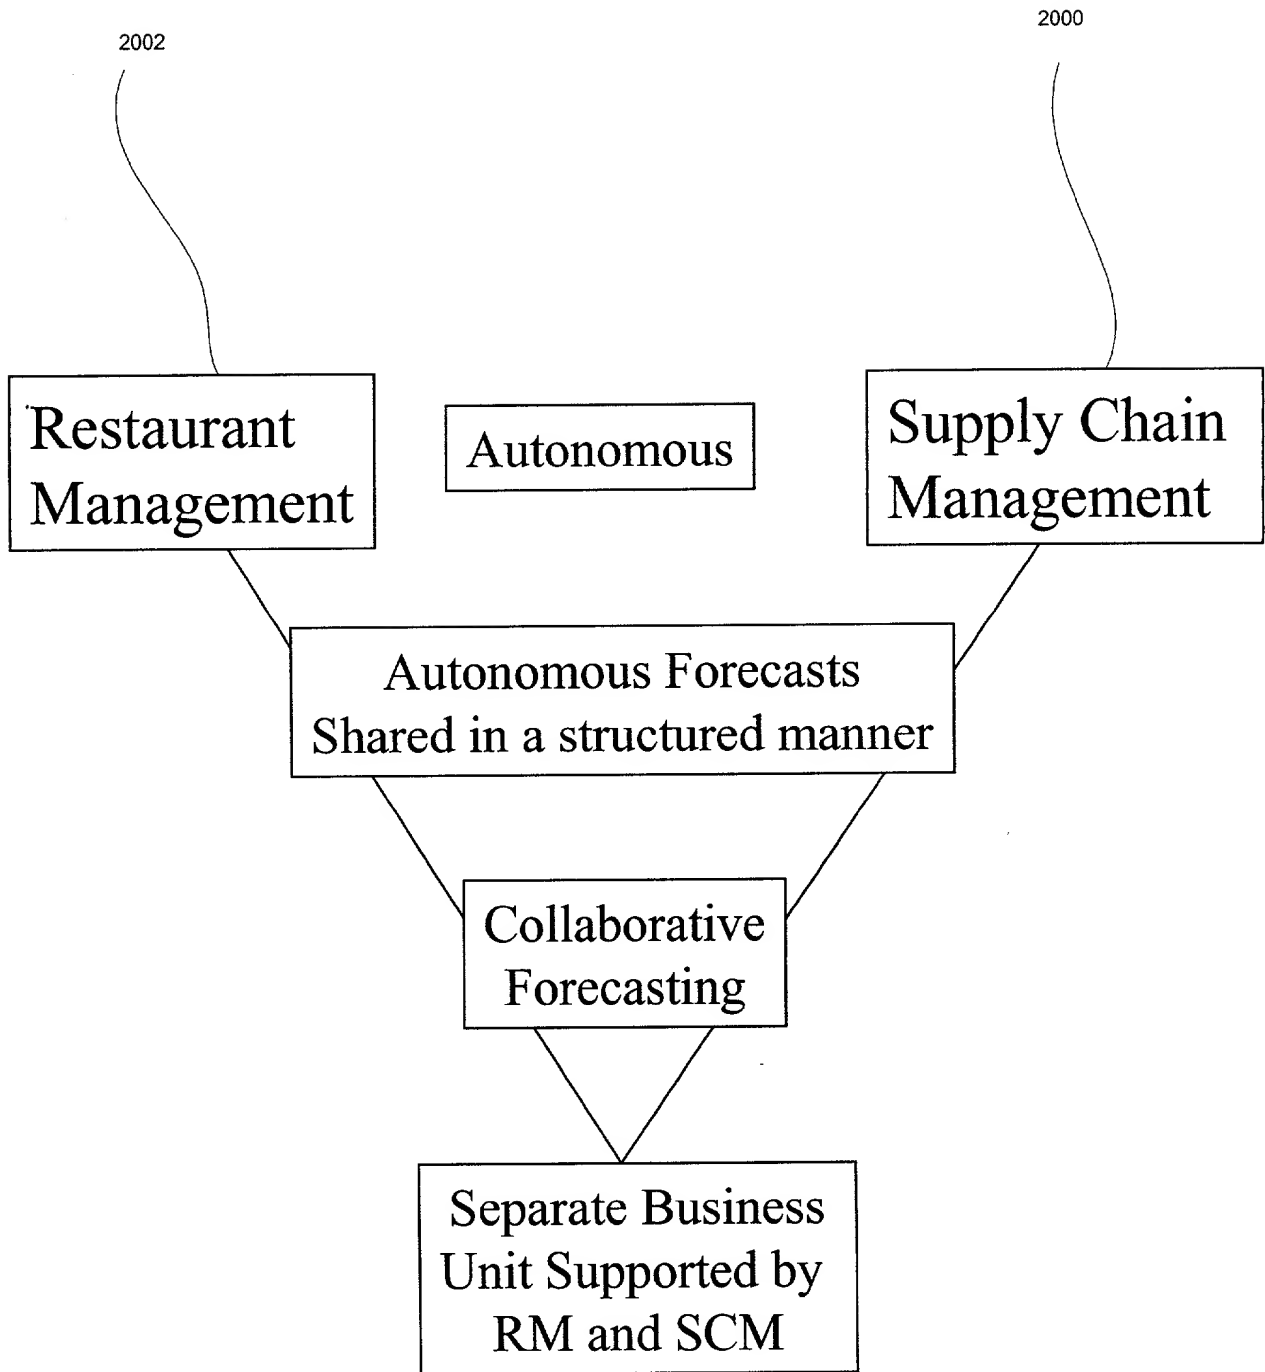 2002
2000
Restaurant
Management
Autonomous
Supply Chain
Management
Autonomous Forecasts
Shared in a structured manner
Collaborative
Forecasting
Separate Business
Unit Supported by
RM and SCM